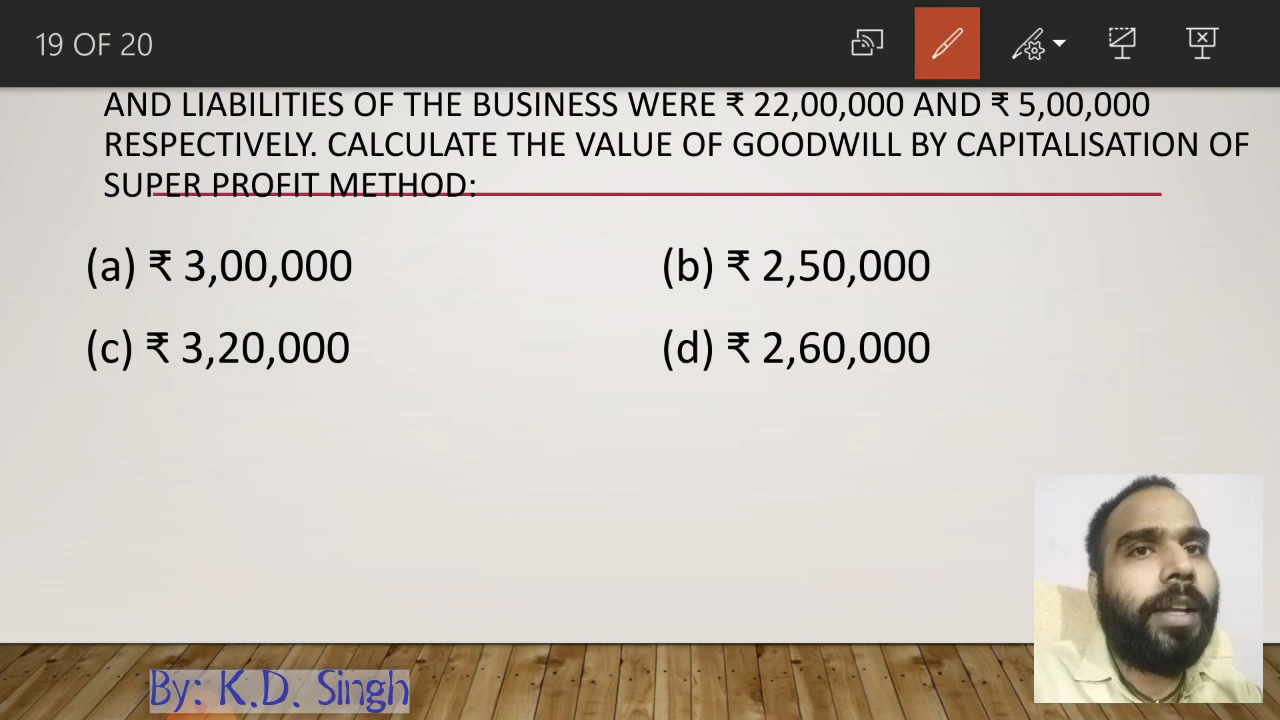 19 OF 20
AND LIABILITIES OF THE BUSINESS WERE ₹ 22,00,000 AND ₹ 5,00,000
RESPECTIVELY. CALCULATE THE VALUE OF GOODWILL BY CAPITALISATION OF
SUPER PROFIT METHOD:
(a) ₹ 3,00,000 (b) ₹ 2,50,000
(c) ₹ 3,20,000 (d) ₹ 2,60,000
By: K.D. Singh